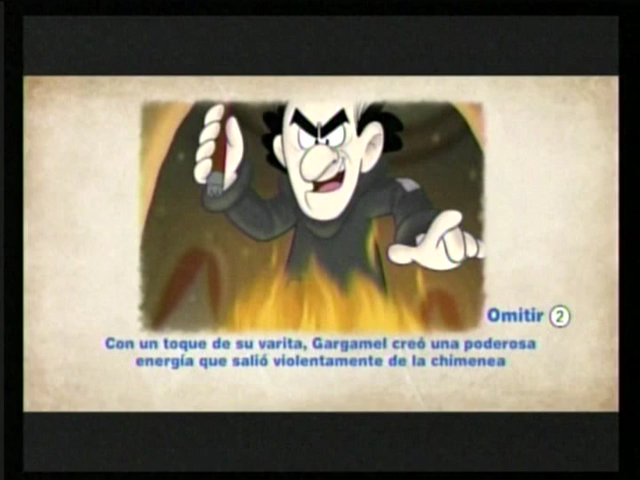 Omitir 2
Con un toque de su varita, Gargamel creó una poderosa
energía que salió violentamente de la chimenea